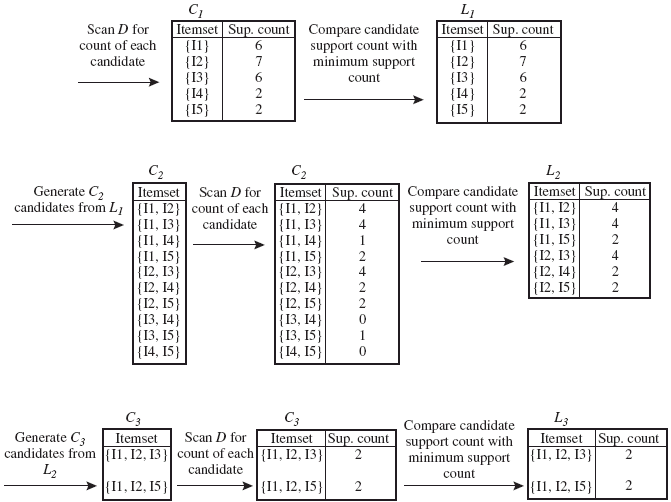 C1
L1
Scan D for
count of each
candidate
Itemset Sup. count
{I1} 6
{I2} 7
{I3} 6
{I4} 2
{I5} 2
Compare candidate
support count with
minimum support
count
Itemset Sup. count
{I1} 6
{I2} 7
{I3} 6
{I4} 2
{I5} 2
Generate C2
candidates from L1
C2
Itemset
{I1, I2}
{I1, I3}
{I1, I4}
{I1, I5}
{I2, I3}
{I2, I4}
{I2, I5}
{I3, I4}
{I3, I5}
{I4, I5}
Scan D for
count of each
candidate
C2
Itemset Sup. count
{I1, I2} 4
{I1, I3} 4
{I1, I4} 1
{I1, I5} 2
{I2, I3} 4
{I2, I4} 2
{I2, I5} 2
{I3, I4} 0
{I3, I5} 1
{I4, I5} 0
Compare candidate
support count with
minimum support
count
L2
Itemset Sup. count
{I1, I2} 4
{I1, I3} 4
{I1, I5} 2
{I2, I3} 4
{I2, I4} 2
{I2, I5} 2
Generate C3
candidates from
L2
C3
Itemset
{I1, I2, I3}
{I1, I2, I5}
Scan D for
count of each
candidate
C3
Itemset Sup. count
{I1, I2, I3} 2
{I1, I2, I5} 2
Compare candidate
support count with
minimum support
count
L3
Itemset Sup. count
{I1, I2, I3} 2
{I1, I2, I5} 2